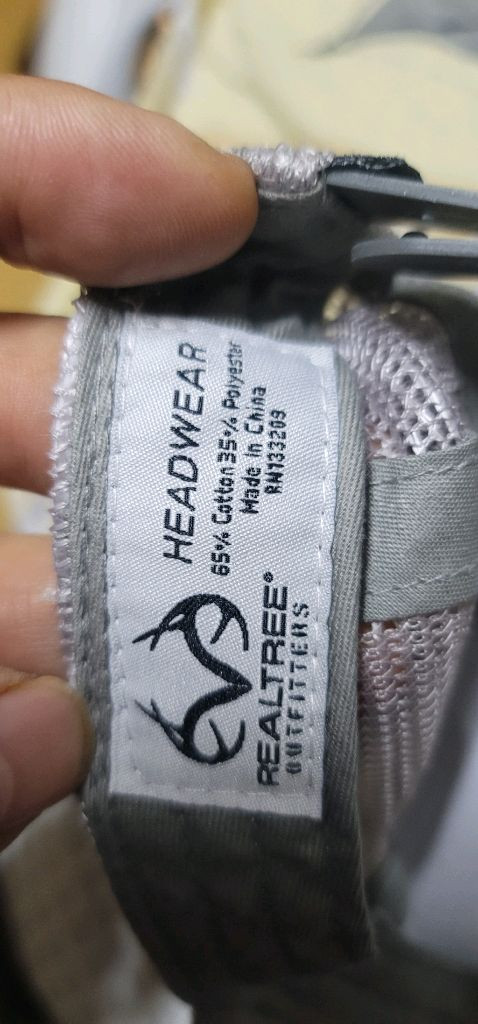 HEADWEAR
65% Cotton 35% Polyester
Made In China
RN133209
REALTREE®
OUTFITTERS